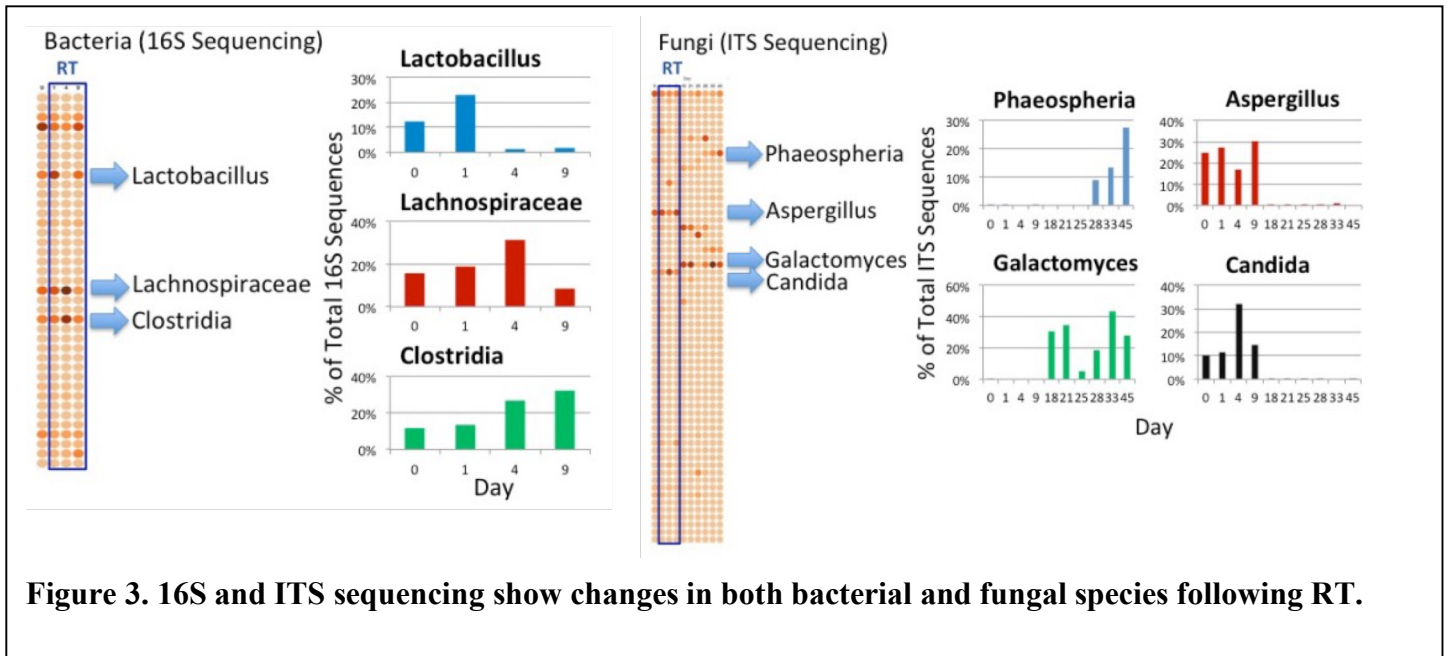 Bacteria (16S Sequencing)
RT
Lactobacillus
Lachnospiraceae
Clostridia
% of Total 16S Sequences
Lactobacillus
30%
20%
10%
0%
0 1 4 9
Lachnospiraceae
40%
20%
0%
0 1 4 9
Clostridia
40%
20%
0%
0 1 4 9
Day
Fungi (ITS Sequencing)
RT
Phaeospheria
Aspergillus
Galactomyces
Candida
% of Total ITS Sequences
Phaeospheria
30%
20%
10%
0%
0 1 4 9 18 21 25 28 33 45
Aspergillus
40%
30%
20%
10%
0%
0 1 4 9 18 21 25 28 33 45
Galactomyces
60%
40%
20%
0%
0 1 4 9 18 21 25 28 33 45
Candida
40%
30%
20%
10%
0%
0 1 4 9 18 21 25 28 33 45
Day
Figure 3. 16S and ITS sequencing show changes in both bacterial and fungal species following RT.